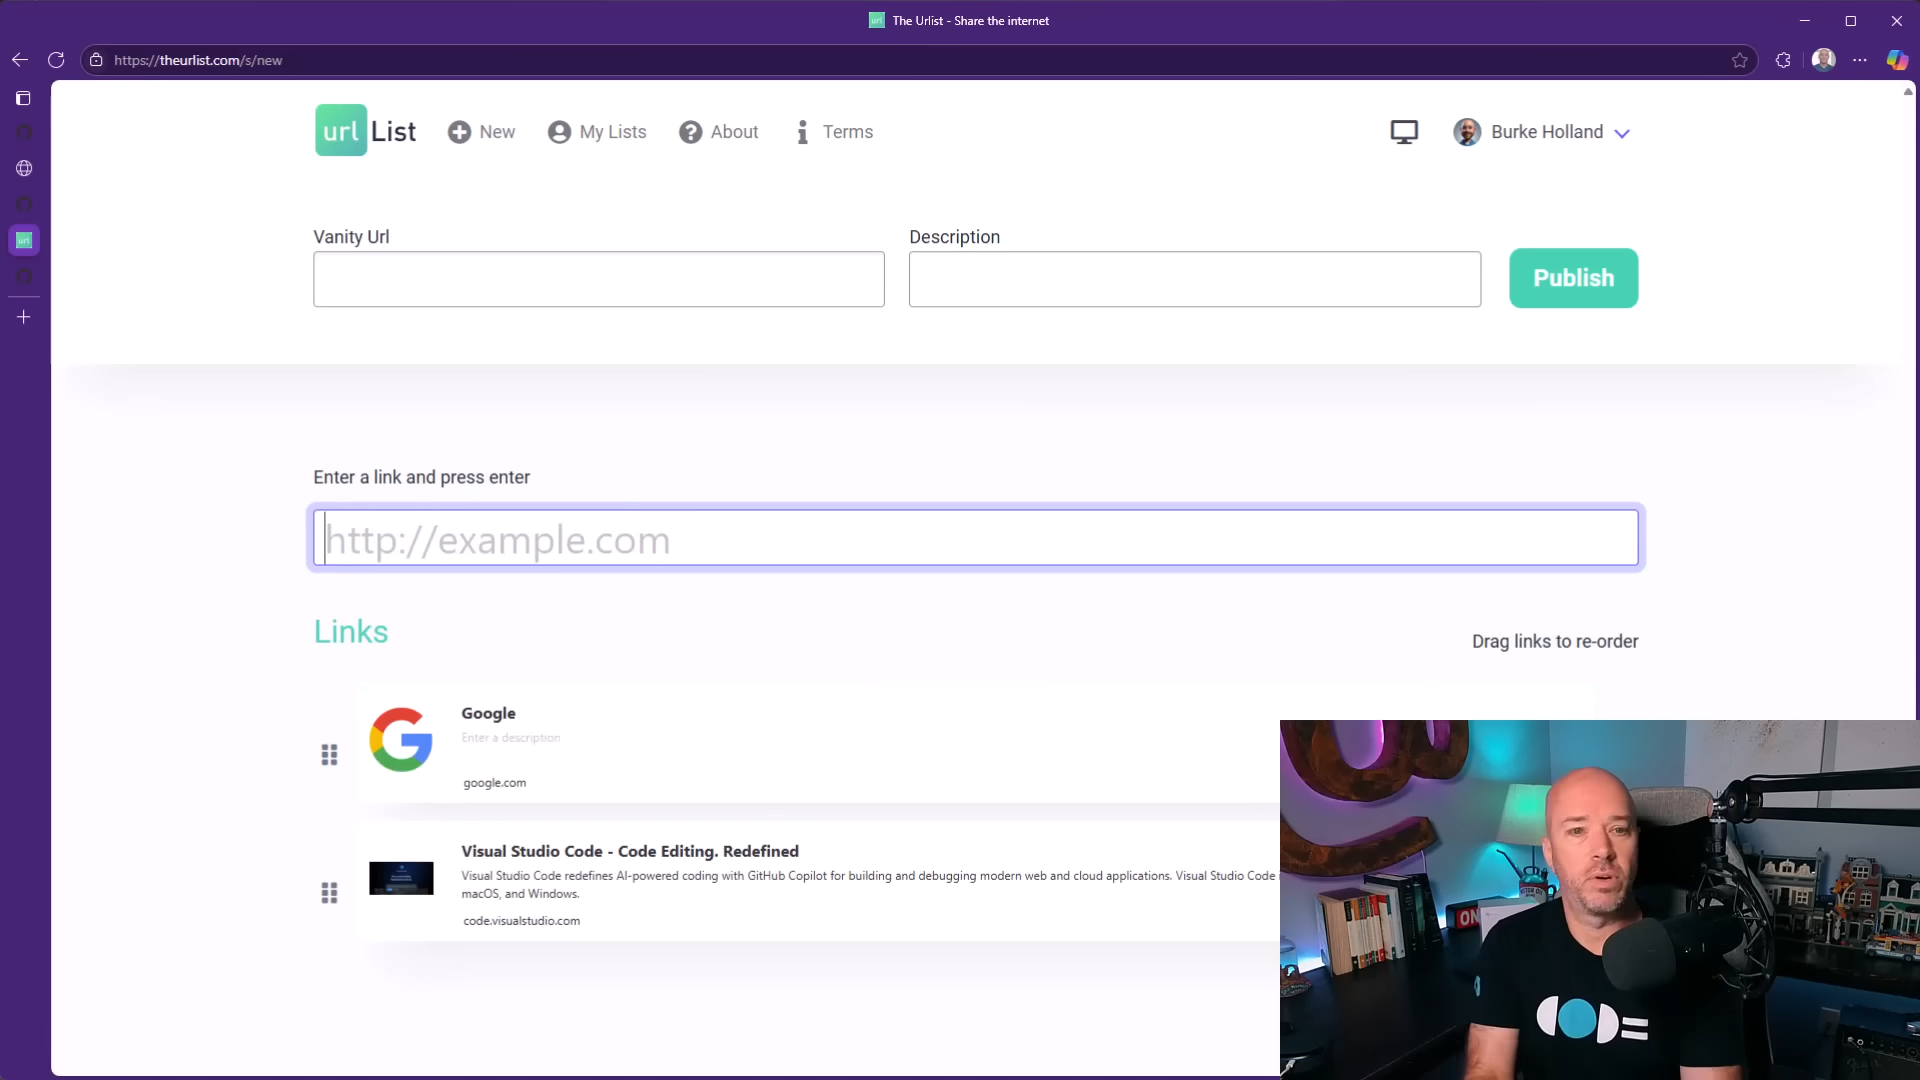 The Urlist - Share the internet
https://theurlist.com/s/new
url List
New
My Lists
About
Terms
Burke Holland
Vanity Url
Description
Publish
Enter a link and press enter
http://example.com
Links
Drag links to re-order
Google
Enter a description
google.com
Visual Studio Code - Code Editing. Redefined
Visual Studio Code redefines AI-powered coding with GitHub Copilot for building and debugging modern web and cloud applications. Visual Studio Code
macOS, and Windows.
code.visualstudio.com
ON